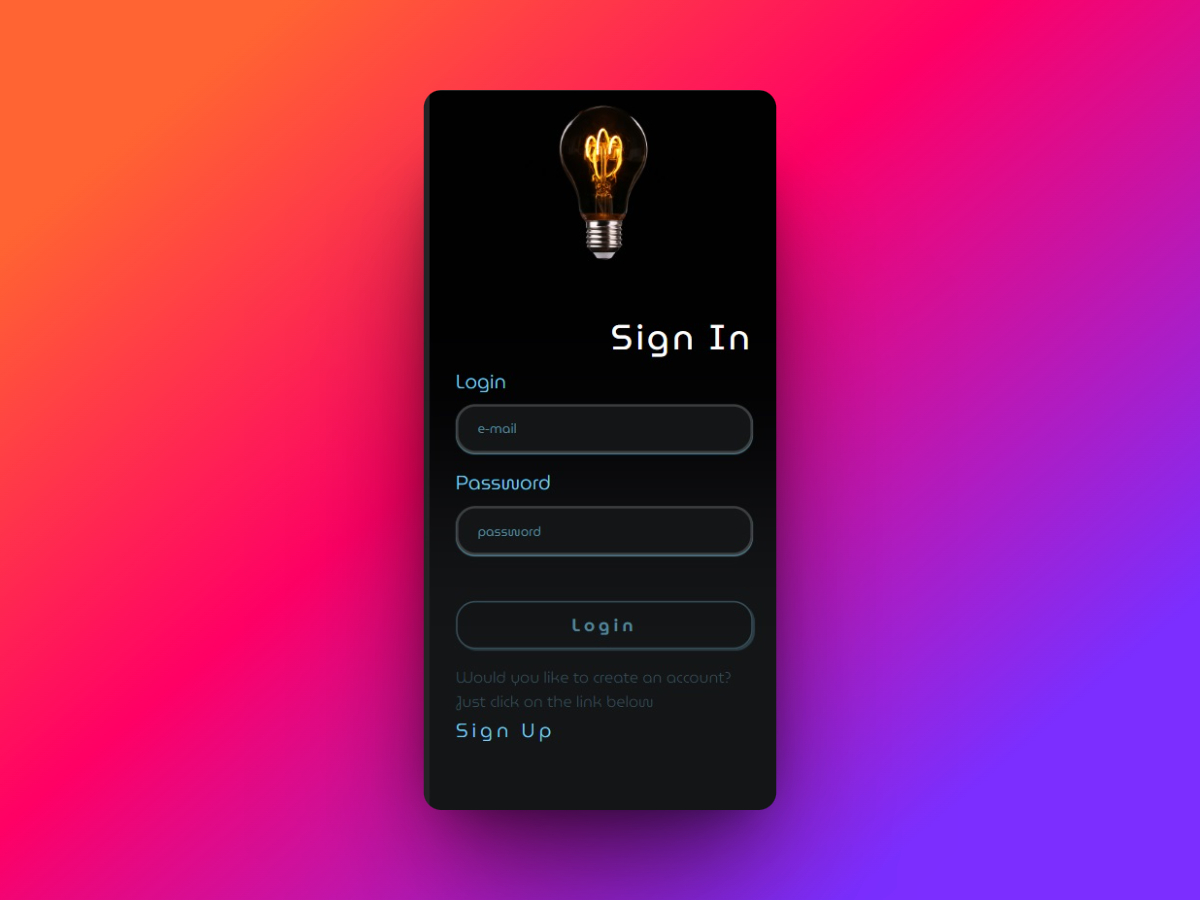 Sign In
Login
e-mail
Password
password
Login
Would you like to create an account?
Just click on the link below
Sign Up